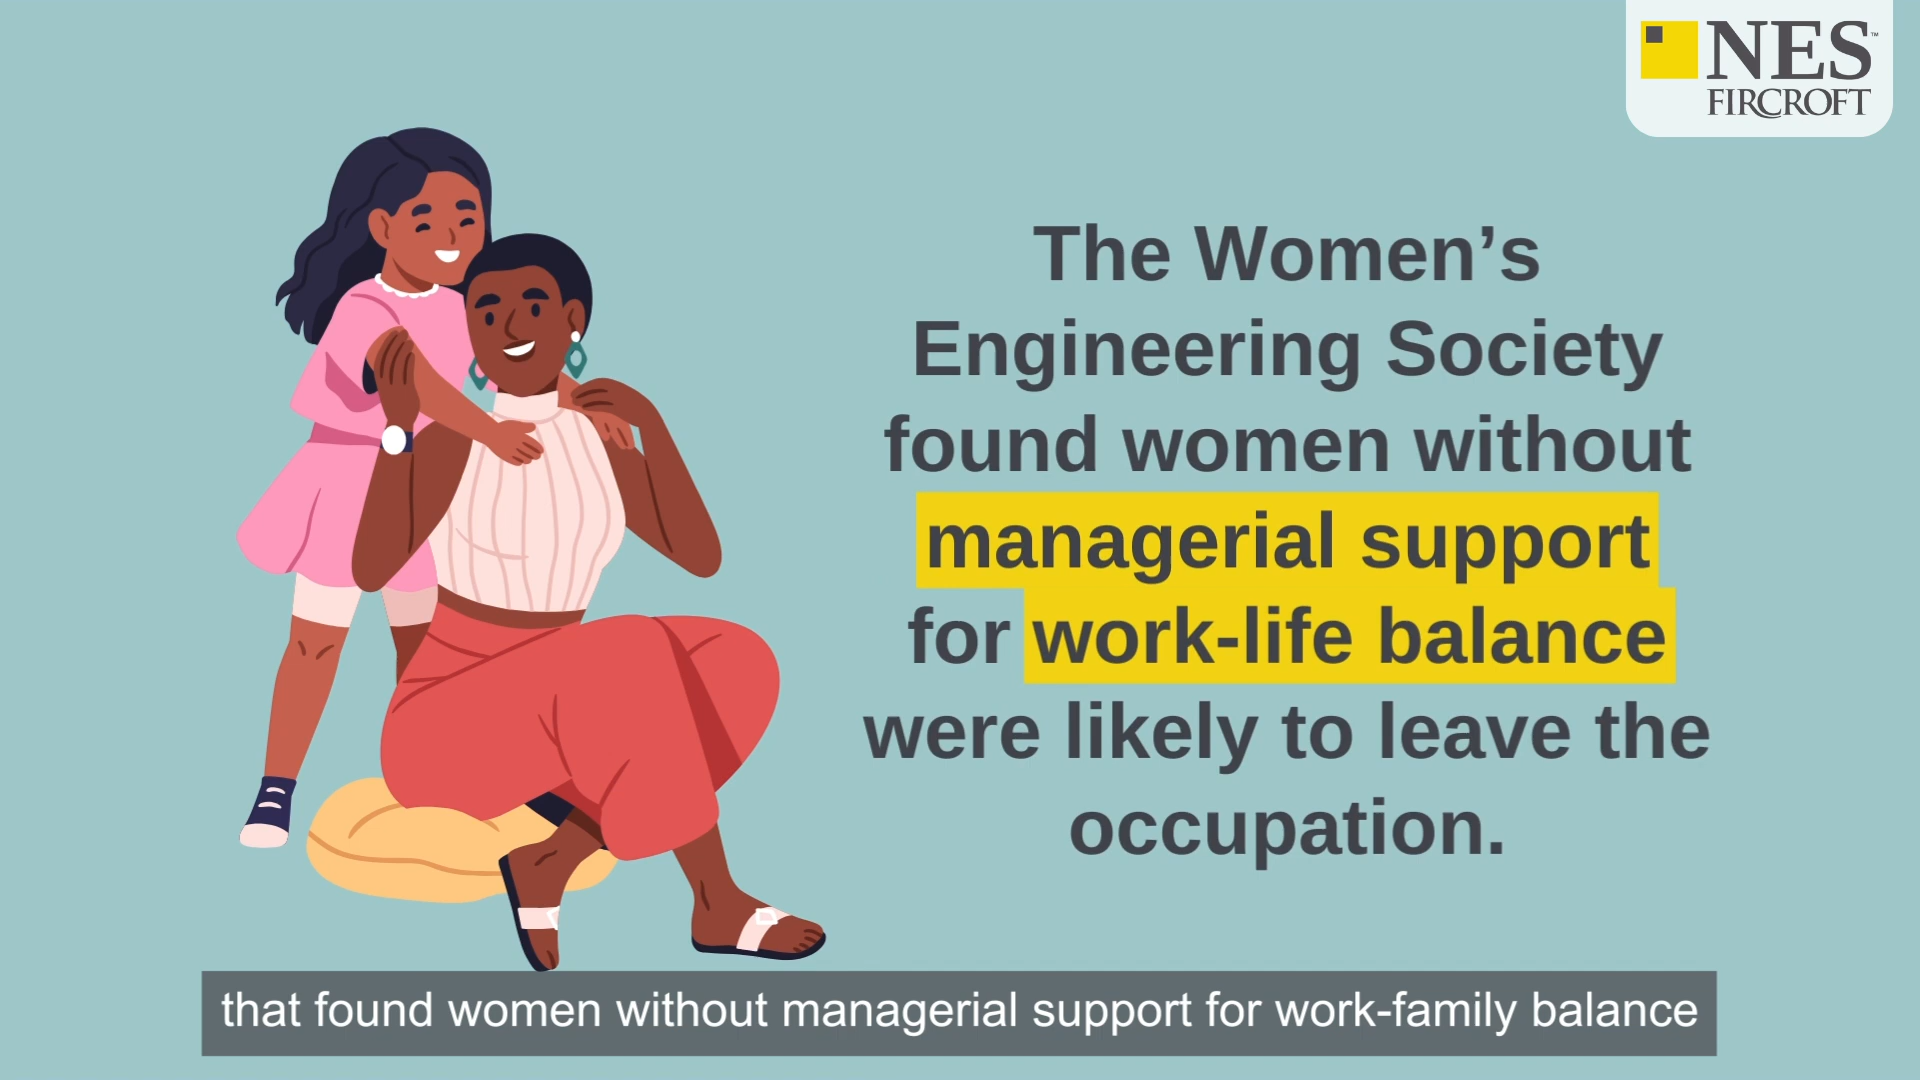 NES™
FIRCROFT
The Women’s
Engineering Society
found women without
managerial support
for work-life balance
were likely to leave the
occupation.
that found women without managerial support for work-family balance